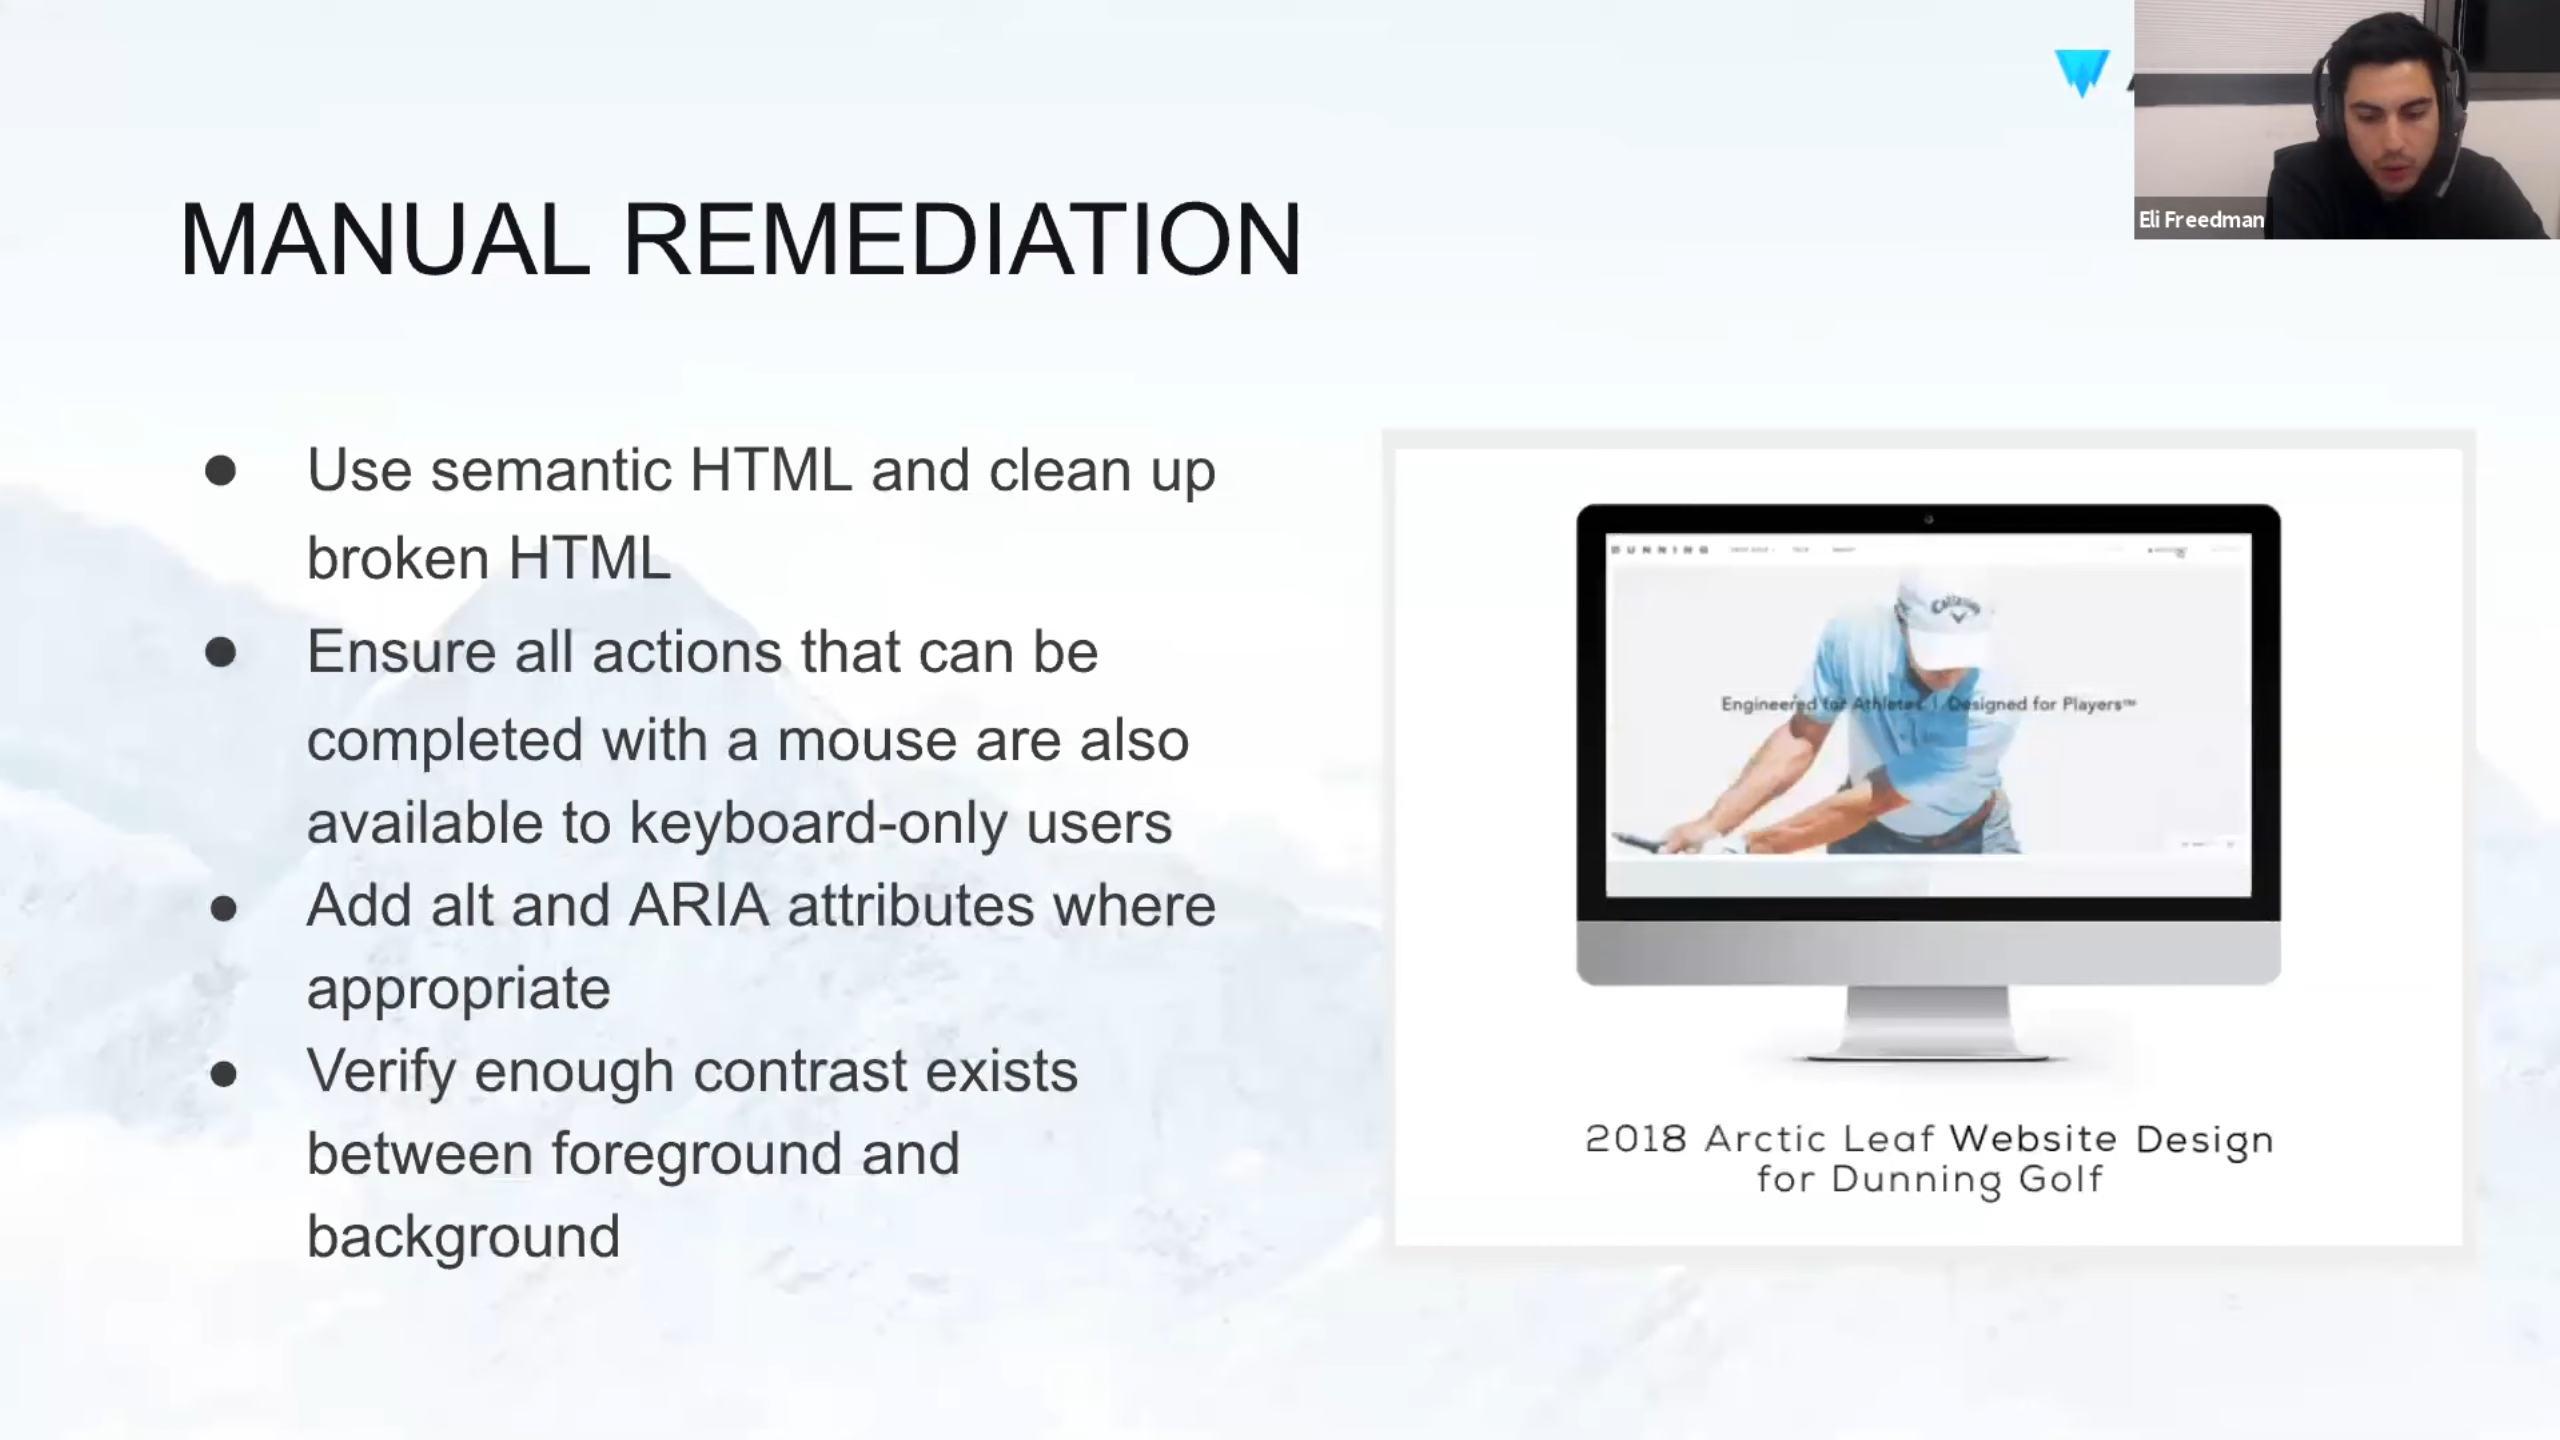 Eli Freedman
MANUAL REMEDIATION
● Use semantic HTML and clean up
broken HTML
● Ensure all actions that can be
completed with a mouse are also
available to keyboard-only users
● Add alt and ARIA attributes where
appropriate
● Verify enough contrast exists
between foreground and
background
DUNNING
Callaway
Engineered for Athletes | Designed for Players™
2018 Arctic Leaf Website Design
for Dunning Golf